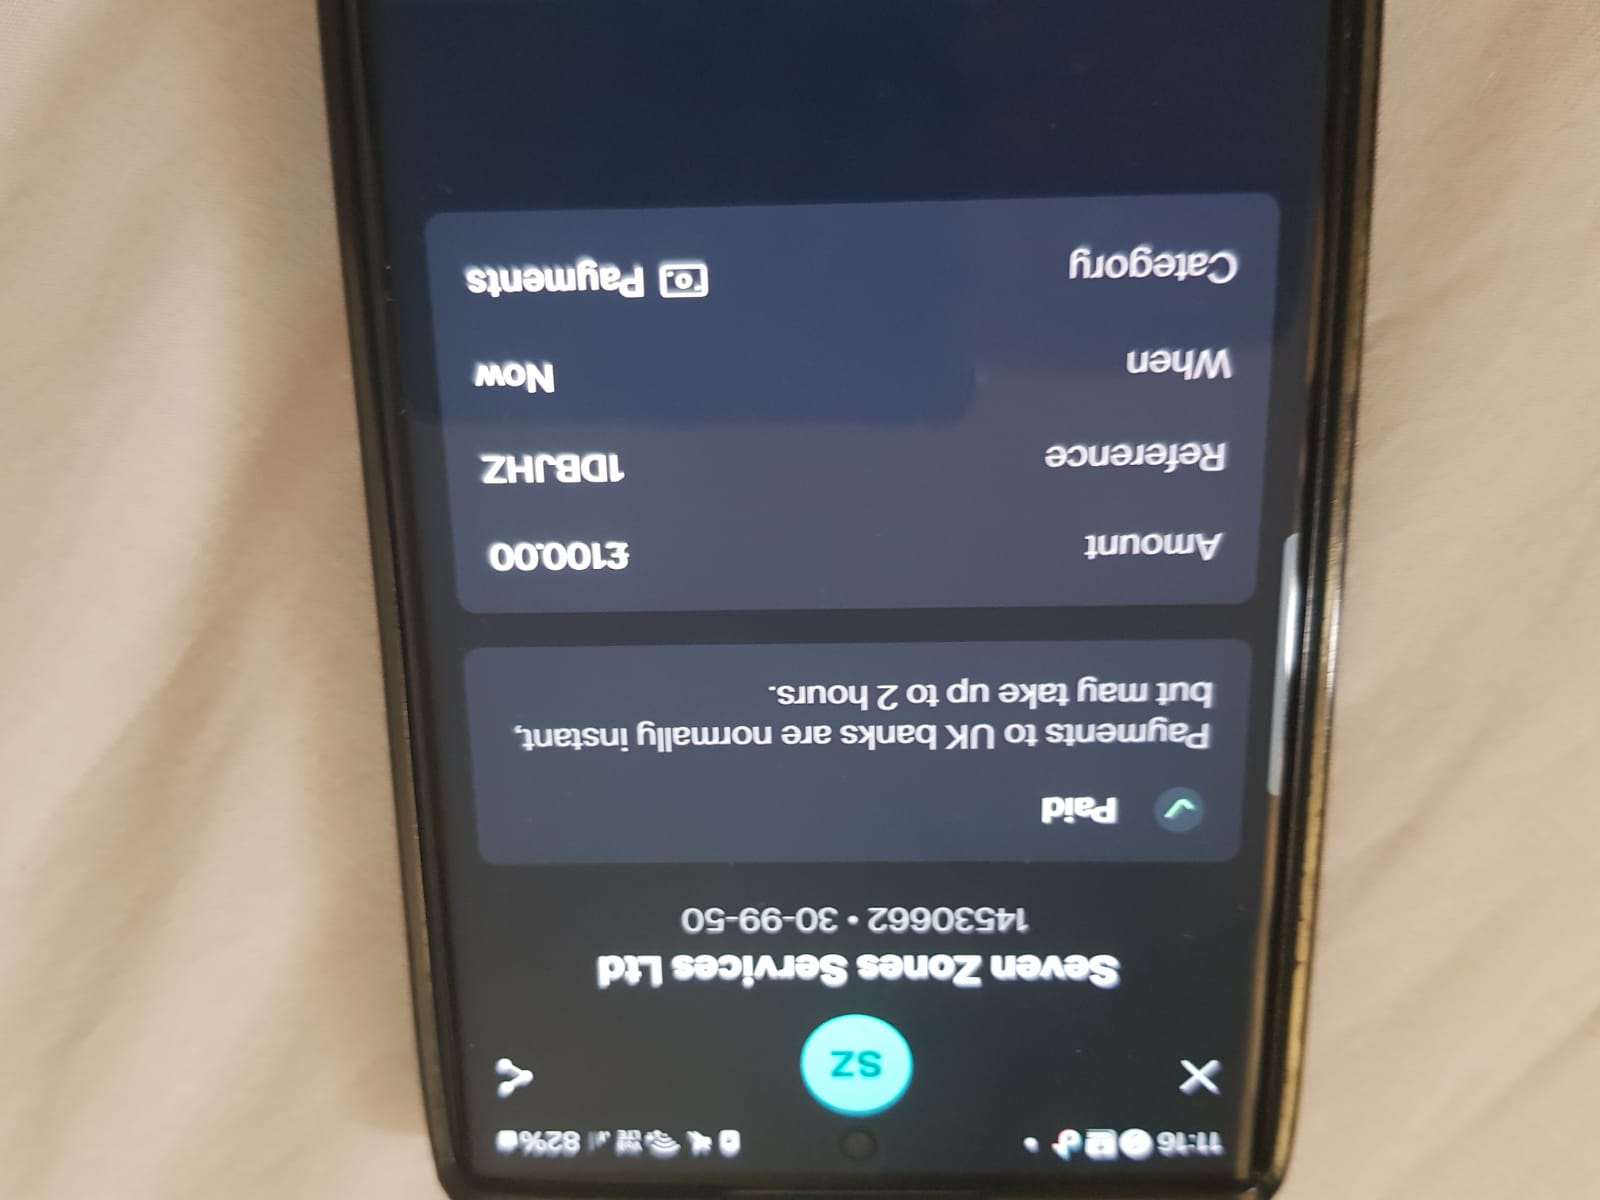 11:16 82%
SZ
Seven Zones Services Ltd
14530662 • 30-99-50
Paid
Payments to UK banks are normally instant,
but may take up to 2 hours.
Amount £100.00
Reference 1DBJHZ
When Now
Category Payments